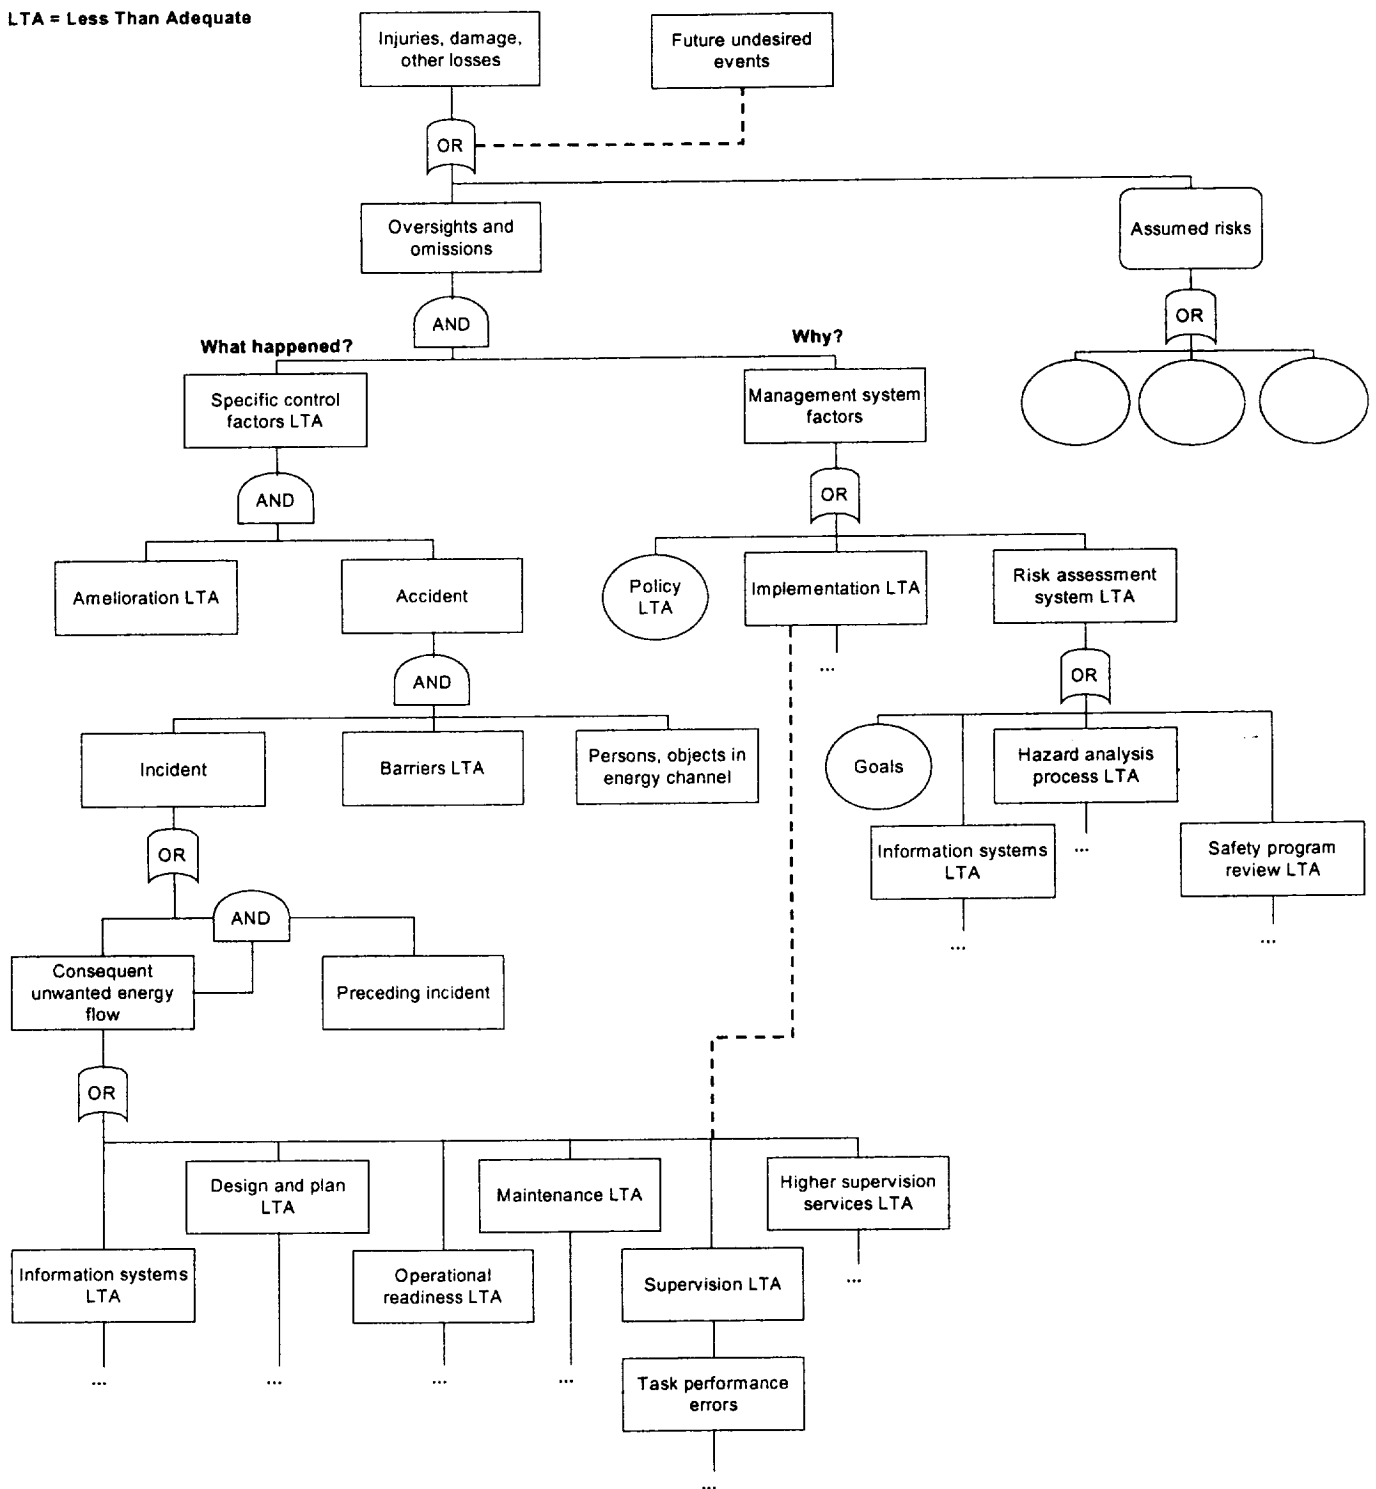 LTA = Less Than Adequate
Injuries, damage,
other losses
Future undesired
events
OR
Oversights and
omissions
Assumed risks
AND
OR
What happened?
Why?
Specific control
factors LTA
Management system
factors
AND
OR
Amelioration LTA
Accident
Policy
LTA
Implementation LTA
Risk assessment
system LTA
...
AND
OR
Incident
Barriers LTA
Persons, objects in
energy channel
Goals
Hazard analysis
process LTA
...
OR
Information systems
LTA
Safety program
review LTA
...
...
AND
Consequent
unwanted energy
flow
Preceding incident
OR
Design and plan
LTA
Maintenance LTA
Higher supervision
services LTA
...
Information systems
LTA
Operational
readiness LTA
Supervision LTA
...
...
...
...
Task performance
errors
...